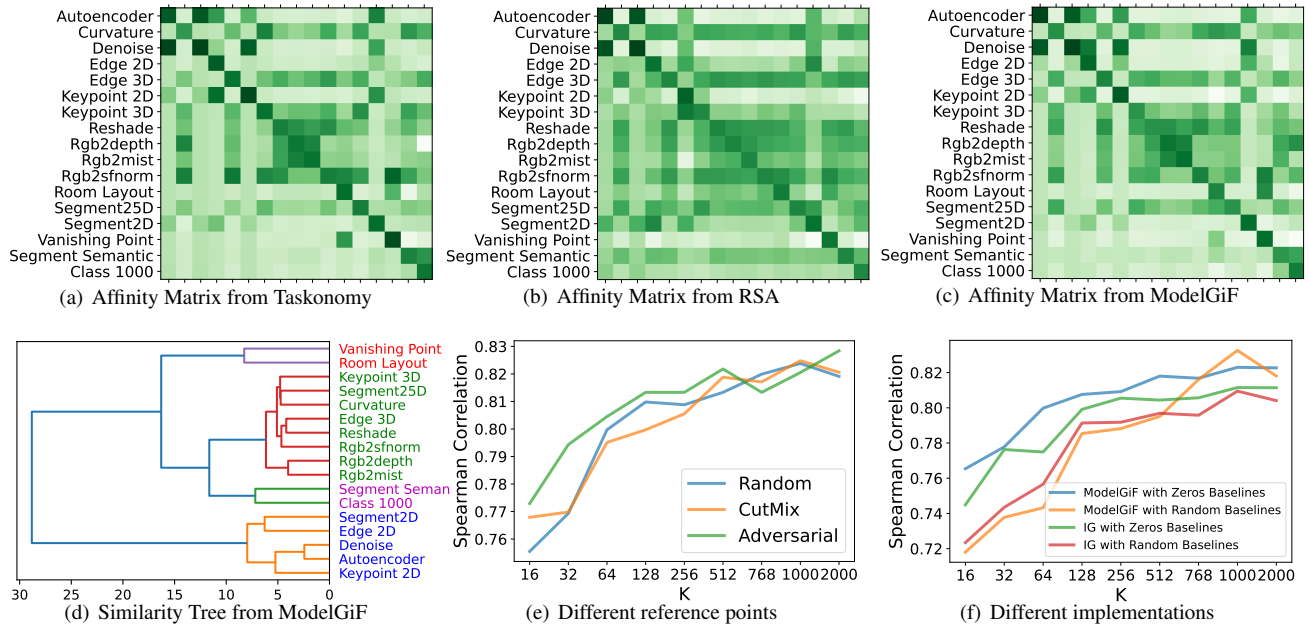 Autoencoder
Curvature
Denoise
Edge 2D
Edge 3D
Keypoint 2D
Keypoint 3D
Reshade
Rgb2depth
Rgb2mist
Rgb2sfnorm
Room Layout
Segment25D
Segment2D
Vanishing Point
Segment Semantic
Class 1000
(a) Affinity Matrix from Taskonomy
Autoencoder
Curvature
Denoise
Edge 2D
Edge 3D
Keypoint 2D
Keypoint 3D
Reshade
Rgb2depth
Rgb2mist
Rgb2sfnorm
Room Layout
Segment25D
Segment2D
Vanishing Point
Segment Semantic
Class 1000
(b) Affinity Matrix from RSA
Autoencoder
Curvature
Denoise
Edge 2D
Edge 3D
Keypoint 2D
Keypoint 3D
Reshade
Rgb2depth
Rgb2mist
Rgb2sfnorm
Room Layout
Segment25D
Segment2D
Vanishing Point
Segment Semantic
Class 1000
(c) Affinity Matrix from ModelGiF
Vanishing Point
Room Layout
Keypoint 3D
Segment25D
Curvature
Edge 3D
Reshade
Rgb2sfnorm
Rgb2depth
Rgb2mist
Segment Seman
Class 1000
Segment2D
Edge 2D
Denoise
Autoencoder
Keypoint 2D
30 25 20 15 10 5 0
(d) Similarity Tree from ModelGiF
Spearman Correlation
0.83
0.82
0.81
0.80
0.79
0.78
0.77
0.76
Random
CutMix
Adversarial
16 32 64 128 256 512 768 1000 2000
K
(e) Different reference points
Spearman Correlation
0.82
0.80
0.78
0.76
0.74
0.72
ModelGiF with Zeros Baselines
ModelGiF with Random Baselines
IG with Zeros Baselines
IG with Random Baselines
16 32 64 128 256 512 768 1000 2000
K
(f) Different implementations